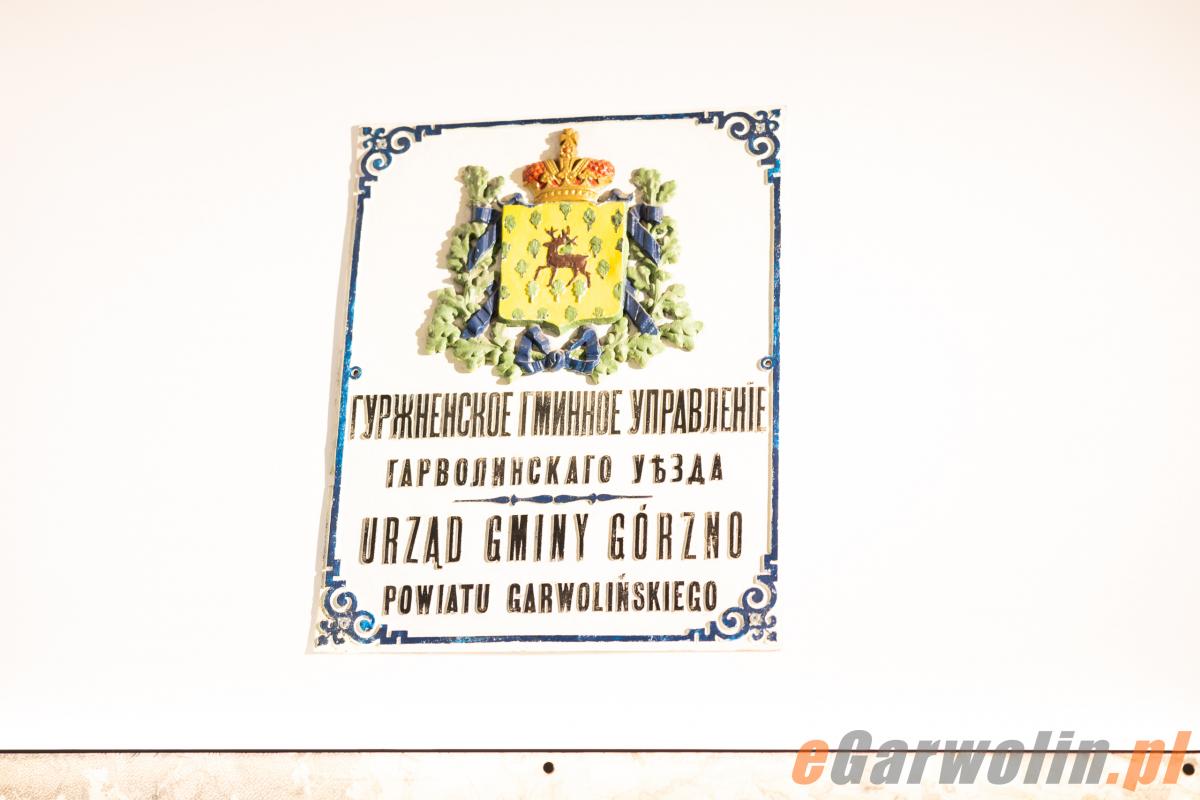 ГУРЖНЕНСКОЕ ГМИННОЕ УПРАВЛЕНІЕ
ГАРВОЛИНСКАГО УѢЗДА
URZĄD GMINY GÓRZNO
POWIATU GARWOLIŃSKIEGO
eGarwolin.pl